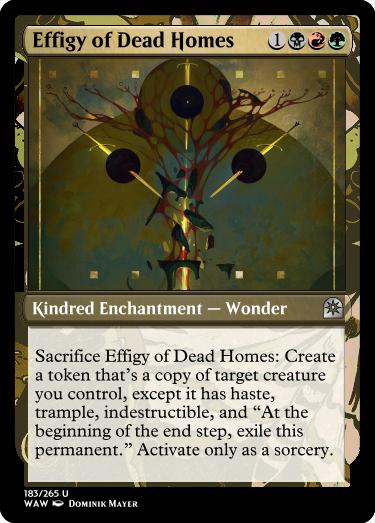 Effigy of Dead Homes 1
Kindred Enchantment — Wonder
Sacrifice Effigy of Dead Homes: Create
a token that's a copy of target creature
you control, except it has haste,
trample, indestructible, and “At the
beginning of the end step, exile this
permanent.” Activate only as a sorcery.
183/265 U
WAW Dominik Mayer